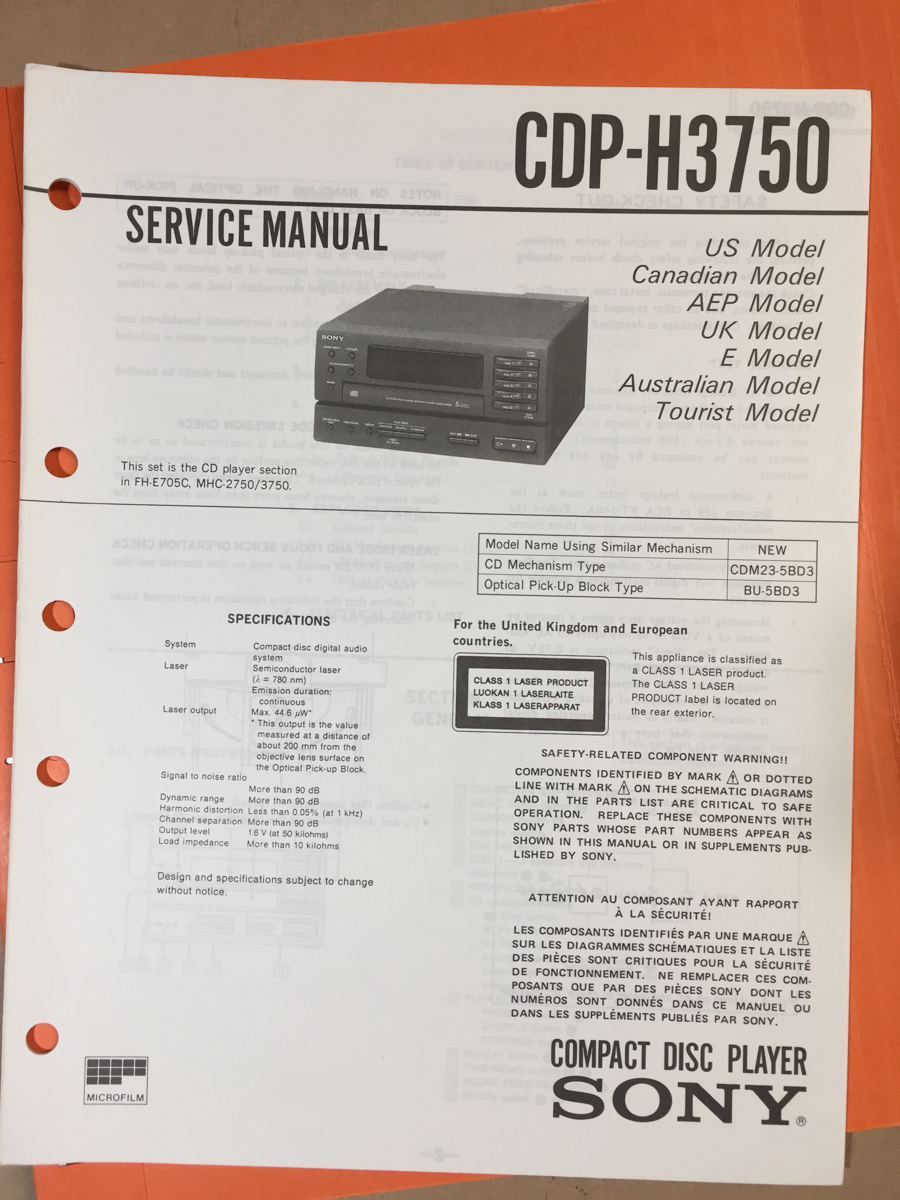 CDP-H3750
SERVICE MANUAL
US Model
Canadian Model
AEP Model
UK Model
E Model
Australian Model
Tourist Model
SONY
This set is the CD player section
in FH-E705C, MHC-2750/3750.
Model Name Using Similar Mechanism NEW
CD Mechanism Type CDM23-5BD3
Optical Pick-Up Block Type BU-5BD3
SPECIFICATIONS
System Compact disc digital audio
system
Laser Semiconductor laser
(λ = 780 nm)
Emission duration:
continuous
Laser output Max. 44.6 μW*
* This output is the value
measured at a distance of
about 200 mm from the
objective lens surface on
the Optical Pick-up Block.
Signal to noise ratio
More than 90 dB
Dynamic range More than 90 dB
Harmonic distortion Less than 0.05% (at 1 kHz)
Channel separation More than 90 dB
Output level 1.6 V (at 50 kilohms)
Load impedance More than 10 kilohms
Design and specifications subject to change
without notice.
For the United Kingdom and European
countries.
CLASS 1 LASER PRODUCT
LUOKAN 1 LASERLAITE
KLASS 1 LASERAPPARAT
This appliance is classified as
a CLASS 1 LASER product.
The CLASS 1 LASER
PRODUCT label is located on
the rear exterior.
SAFETY-RELATED COMPONENT WARNING!!
COMPONENTS IDENTIFIED BY MARK ⚠ OR DOTTED
LINE WITH MARK ⚠ ON THE SCHEMATIC DIAGRAMS
AND IN THE PARTS LIST ARE CRITICAL TO SAFE
OPERATION. REPLACE THESE COMPONENTS WITH
SONY PARTS WHOSE PART NUMBERS APPEAR AS
SHOWN IN THIS MANUAL OR IN SUPPLEMENTS PUB-
LISHED BY SONY.
ATTENTION AU COMPOSANT AYANT RAPPORT
À LA SÉCURITÉ!
LES COMPOSANTS IDENTIFIÉS PAR UNE MARQUE ⚠
SUR LES DIAGRAMMES SCHÉMATIQUES ET LA LISTE
DES PIÈCES SONT CRITIQUES POUR LA SÉCURITÉ
DE FONCTIONNEMENT. NE REMPLACER CES COM-
POSANTS QUE PAR DES PIÈCES SONY DONT LES
NUMÉROS SONT DONNÉS DANS CE MANUEL OU
DANS LES SUPPLÉMENTS PUBLIÉS PAR SONY.
MICROFILM
COMPACT DISC PLAYER
SONY®